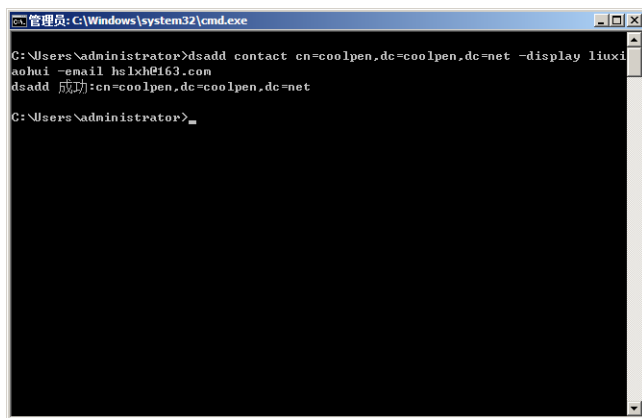 管理员: C:\Windows\system32\cmd.exe
C:\Users\administrator>dsadd contact cn=coolpen,dc=coolpen,dc=net -display liuxi
aohui -email hslxh@163.com
dsadd 成功:cn=coolpen,dc=coolpen,dc=net
C:\Users\administrator>_